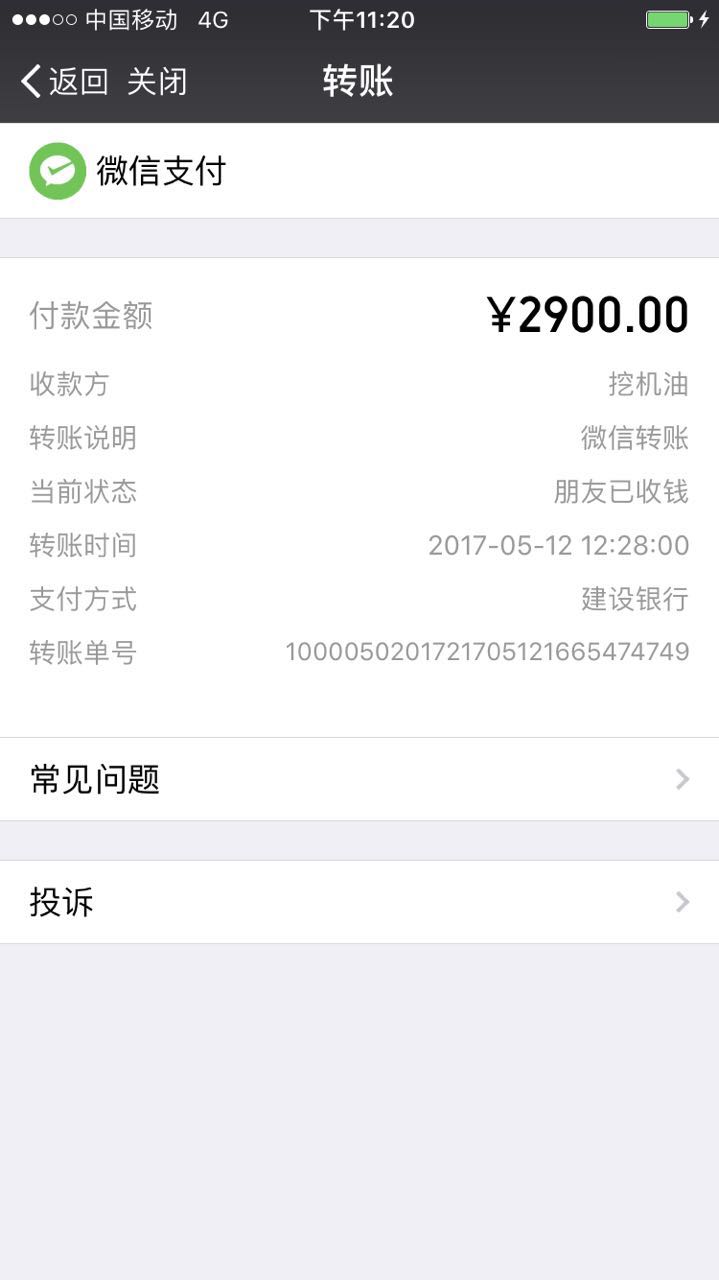 中国移动 4G 下午11:20
返回 关闭 转账
微信支付
付款金额 ¥2900.00
收款方 挖机油
转账说明 微信转账
当前状态 朋友已收钱
转账时间 2017-05-12 12:28:00
支付方式 建设银行
转账单号 1000050201721705121665474749
常见问题
投诉